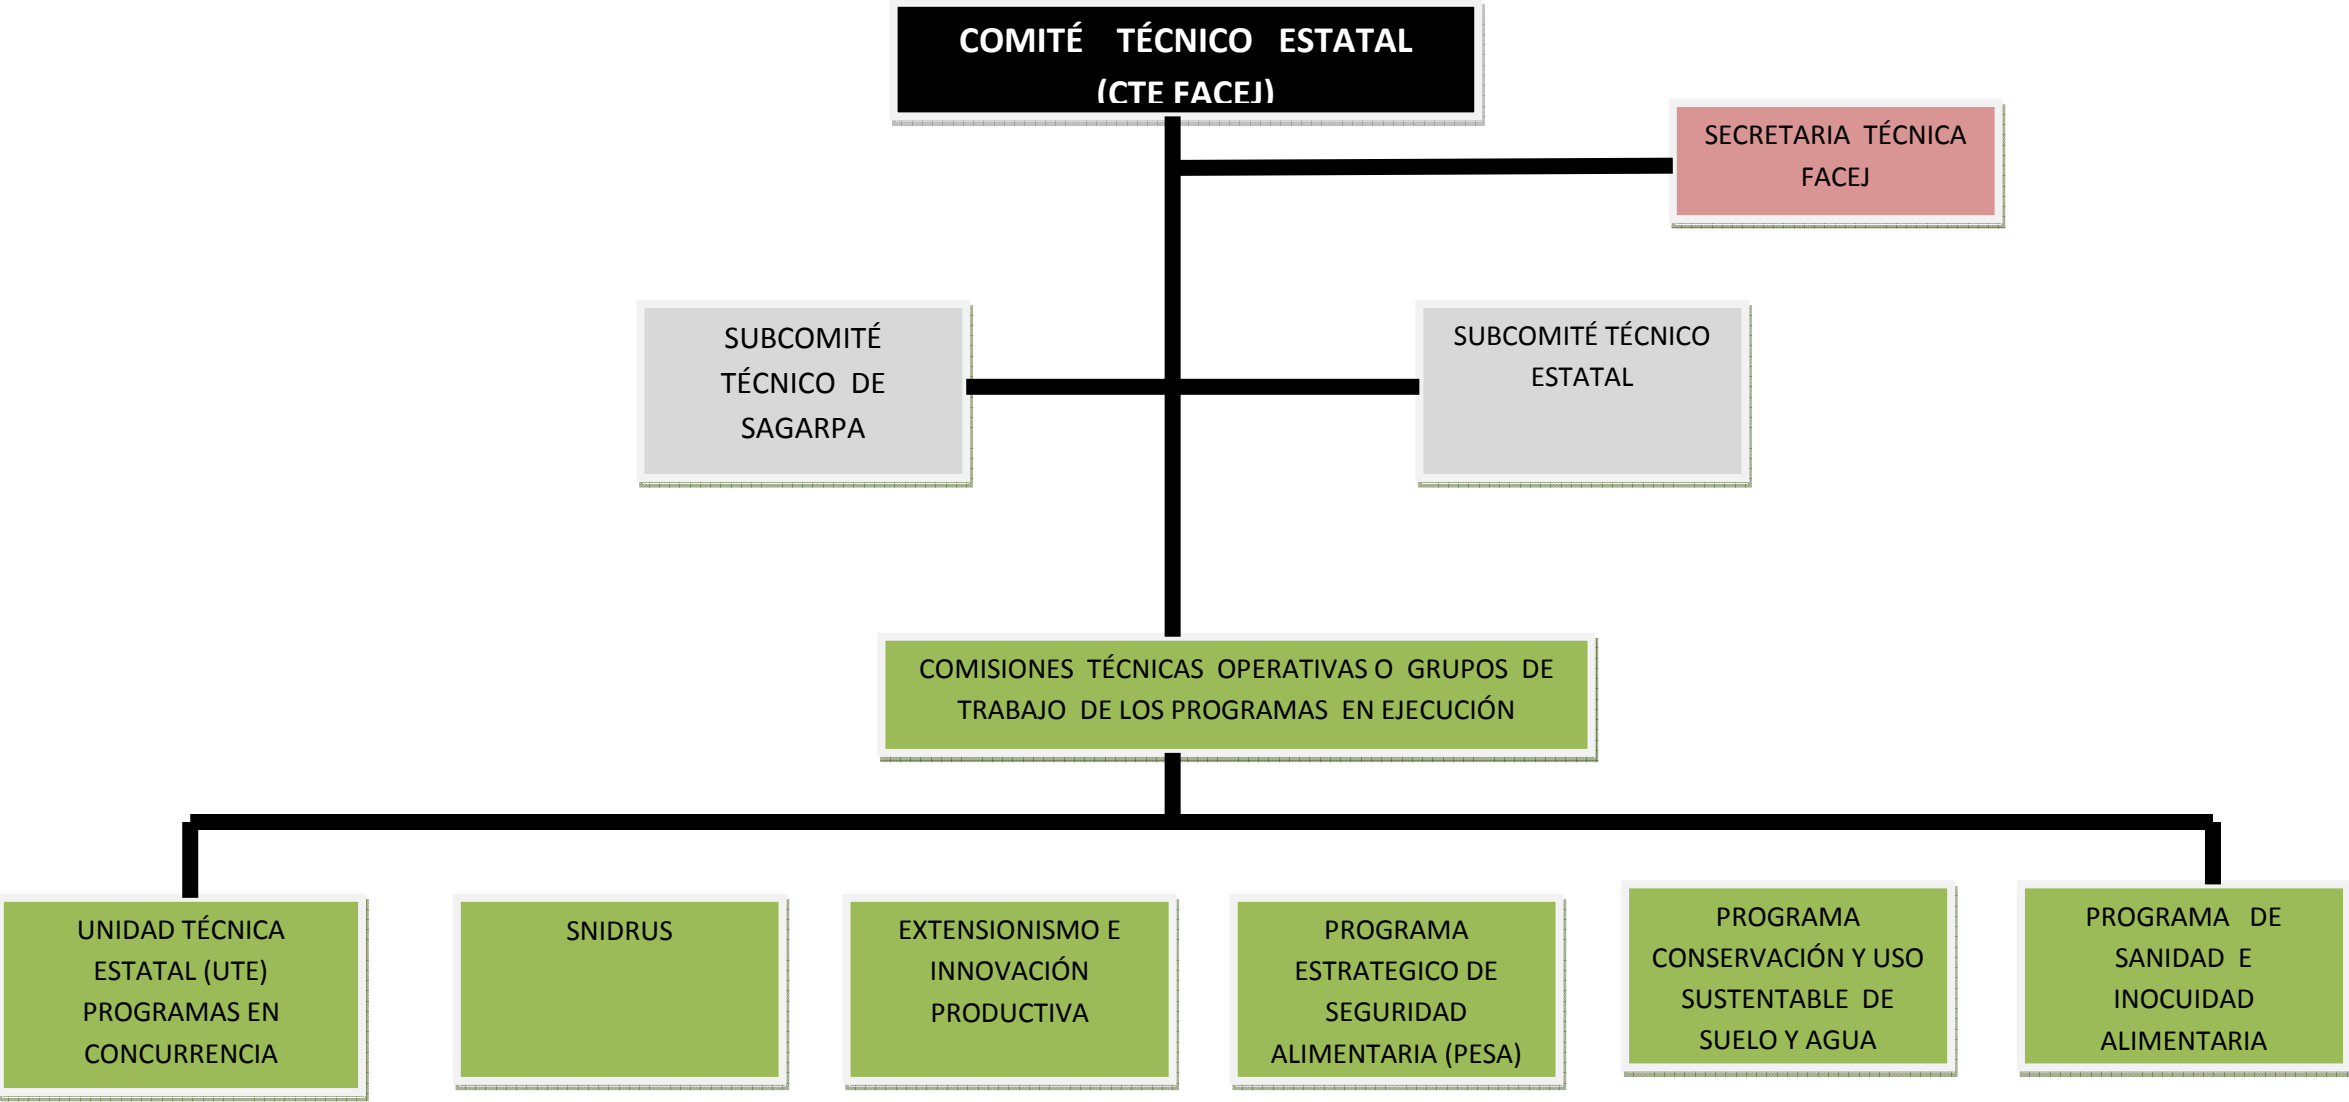 COMITÉ TÉCNICO ESTATAL
(CTE FACEJ)
SECRETARIA TÉCNICA
FACEJ
SUBCOMITÉ
TÉCNICO DE
SAGARPA
SUBCOMITÉ TÉCNICO
ESTATAL
COMISIONES TÉCNICAS OPERATIVAS O GRUPOS DE
TRABAJO DE LOS PROGRAMAS EN EJECUCIÓN
UNIDAD TÉCNICA
ESTATAL (UTE)
PROGRAMAS EN
CONCURRENCIA
SNIDRUS
EXTENSIONISMO E
INNOVACIÓN
PRODUCTIVA
PROGRAMA
ESTRATEGICO DE
SEGURIDAD
ALIMENTARIA (PESA)
PROGRAMA
CONSERVACIÓN Y USO
SUSTENTABLE DE
SUELO Y AGUA
PROGRAMA DE
SANIDAD E
INOCUIDAD
ALIMENTARIA